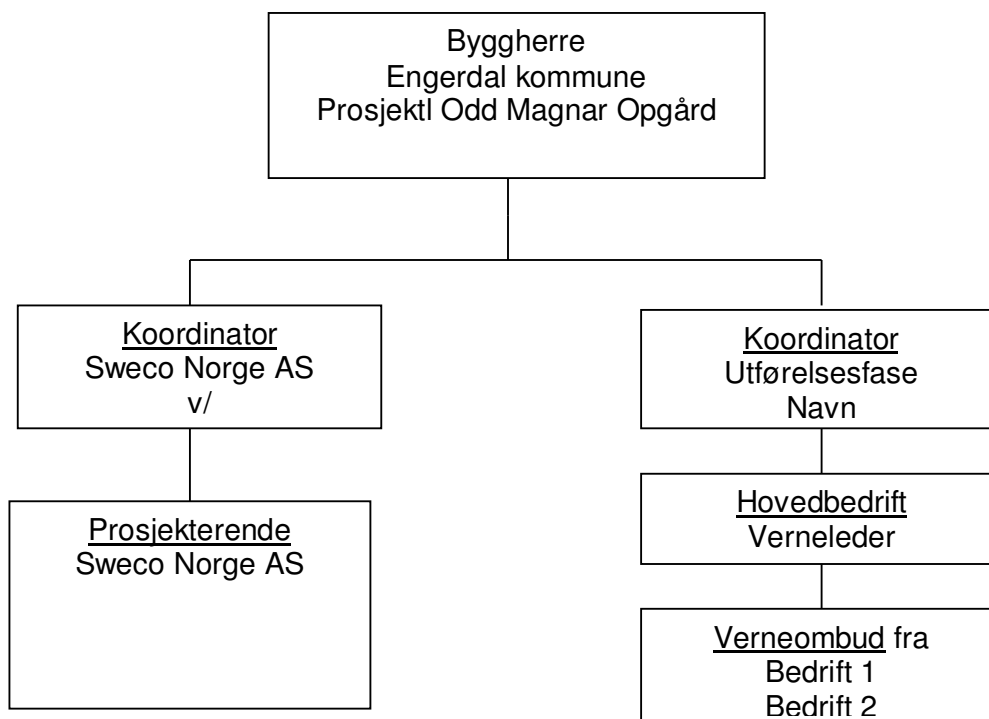 Byggherre
Engerdal kommune
Prosjektl Odd Magnar Opgård
Koordinator
Sweco Norge AS
v/
Prosjekterende
Sweco Norge AS
Koordinator
Utførelsesfase
Navn
Hovedbedrift
Verneleder
Verneombud fra
Bedrift 1
Bedrift 2